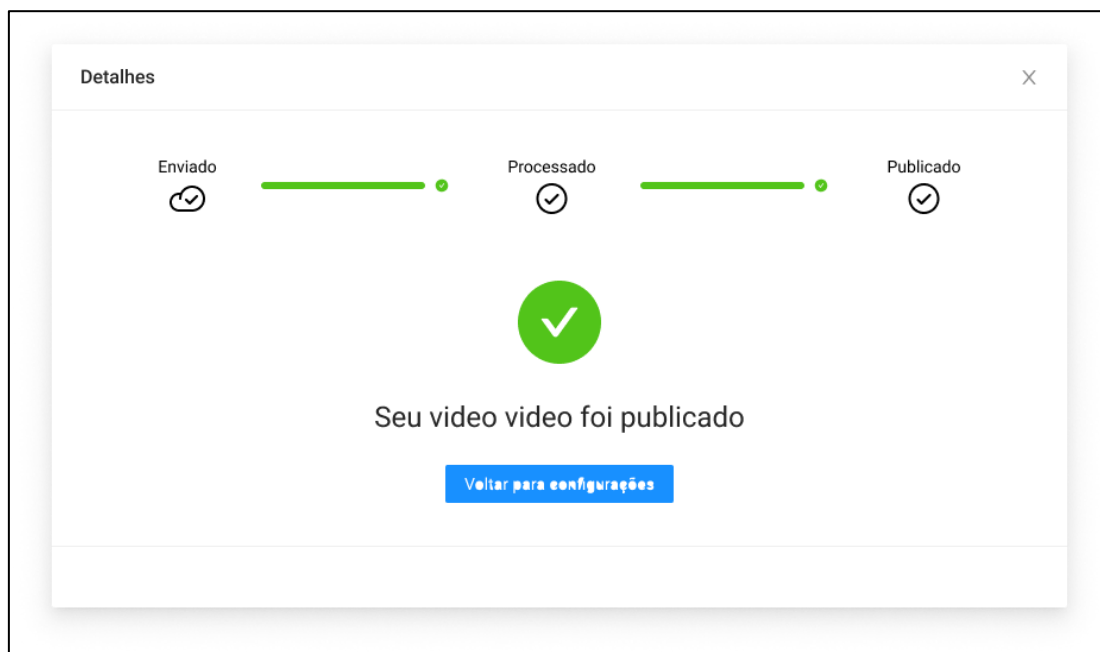 Detalhes
Enviado
Processado
Publicado
Seu video video foi publicado
Voltar para configurações